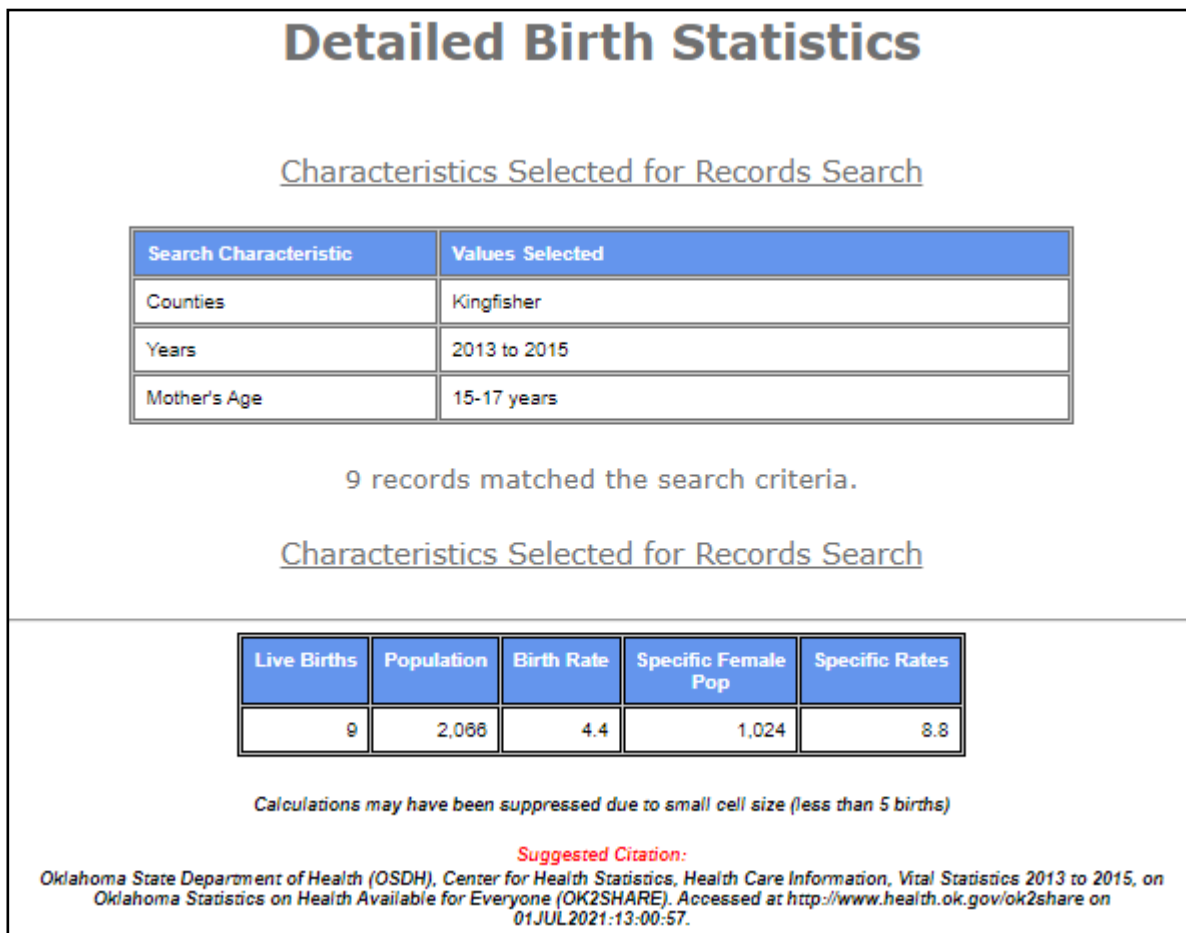 Detailed Birth Statistics
Characteristics Selected for Records Search
Search Characteristic Values Selected
Counties Kingfisher
Years 2013 to 2015
Mother's Age 15-17 years
9 records matched the search criteria.
Characteristics Selected for Records Search
Live Births Population Birth Rate Specific Female Specific Rates
Pop
9 2,066 4.4 1,024 8.8
Calculations may have been suppressed due to small cell size (less than 5 births)
Suggested Citation:
Oklahoma State Department of Health (OSDH), Center for Health Statistics, Health Care Information, Vital Statistics 2013 to 2015, on
Oklahoma Statistics on Health Available for Everyone (OK2SHARE). Accessed at http://www.health.ok.gov/ok2share on
01JUL2021:13:00:57.